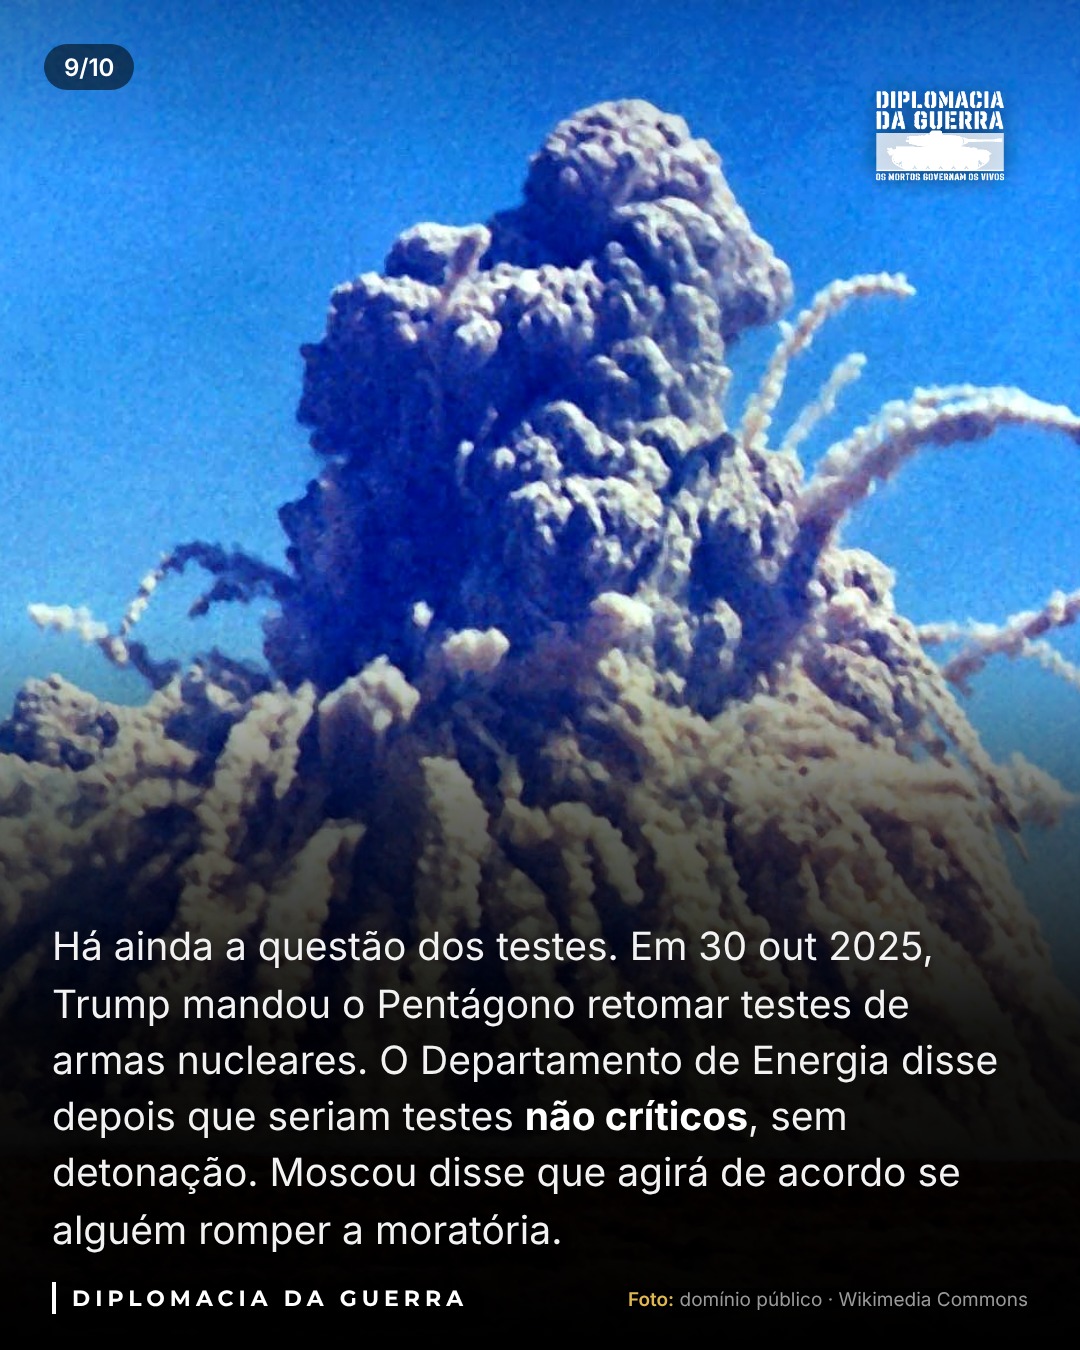 9/10
DIPLOMACIA
DA GUERRA
OS MORTOS GOVERNAM OS VIVOS
Há ainda a questão dos testes. Em 30 out 2025,
Trump mandou o Pentágono retomar testes de
armas nucleares. O Departamento de Energia disse
depois que seriam testes não críticos, sem
detonação. Moscou disse que agirá de acordo se
alguém romper a moratória.
DIPLOMACIA DA GUERRA
Foto: domínio público · Wikimedia Commons